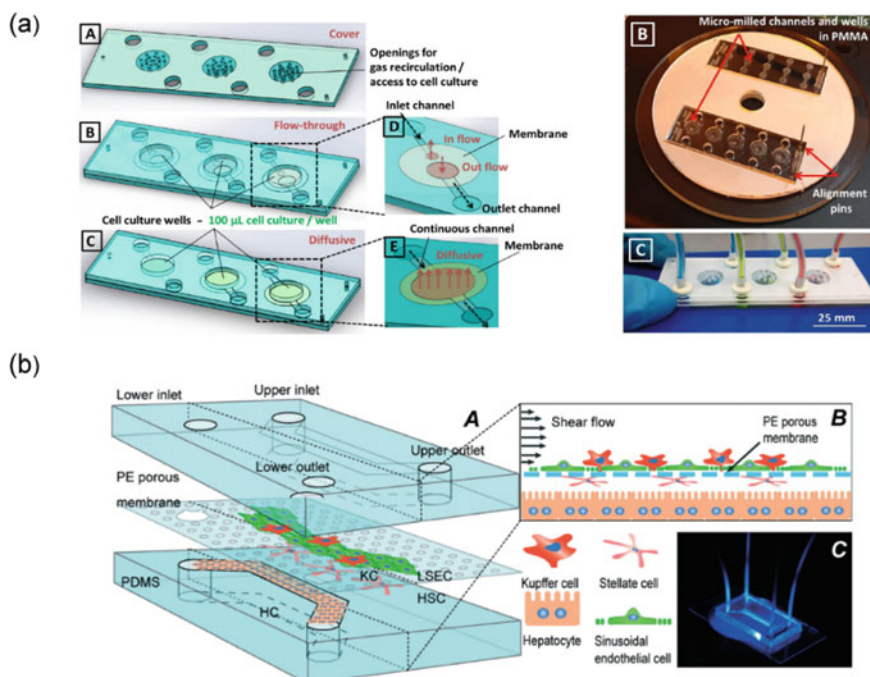 (a)
A
Cover
Openings for
gas recirculation /
access to cell culture
B
Flow-through
Inlet channel
D
Membrane
In flow
Out flow
Outlet channel
Cell culture wells – 100 µL cell culture / well
C
Diffusive
Continuous channel
E
Membrane
Diffusive
Micro-milled channels and wells
in PMMA
B
Alignment
pins
C
25 mm
(b)
Lower inlet
Upper inlet
A
Lower outlet
Upper outlet
PE porous
membrane
KC
LSEC
PDMS
HSC
HC
Shear flow
PE porous
membrane
B
Kupffer cell
Stellate cell
Hepatocyte
Sinusoidal
endothelial cell
C